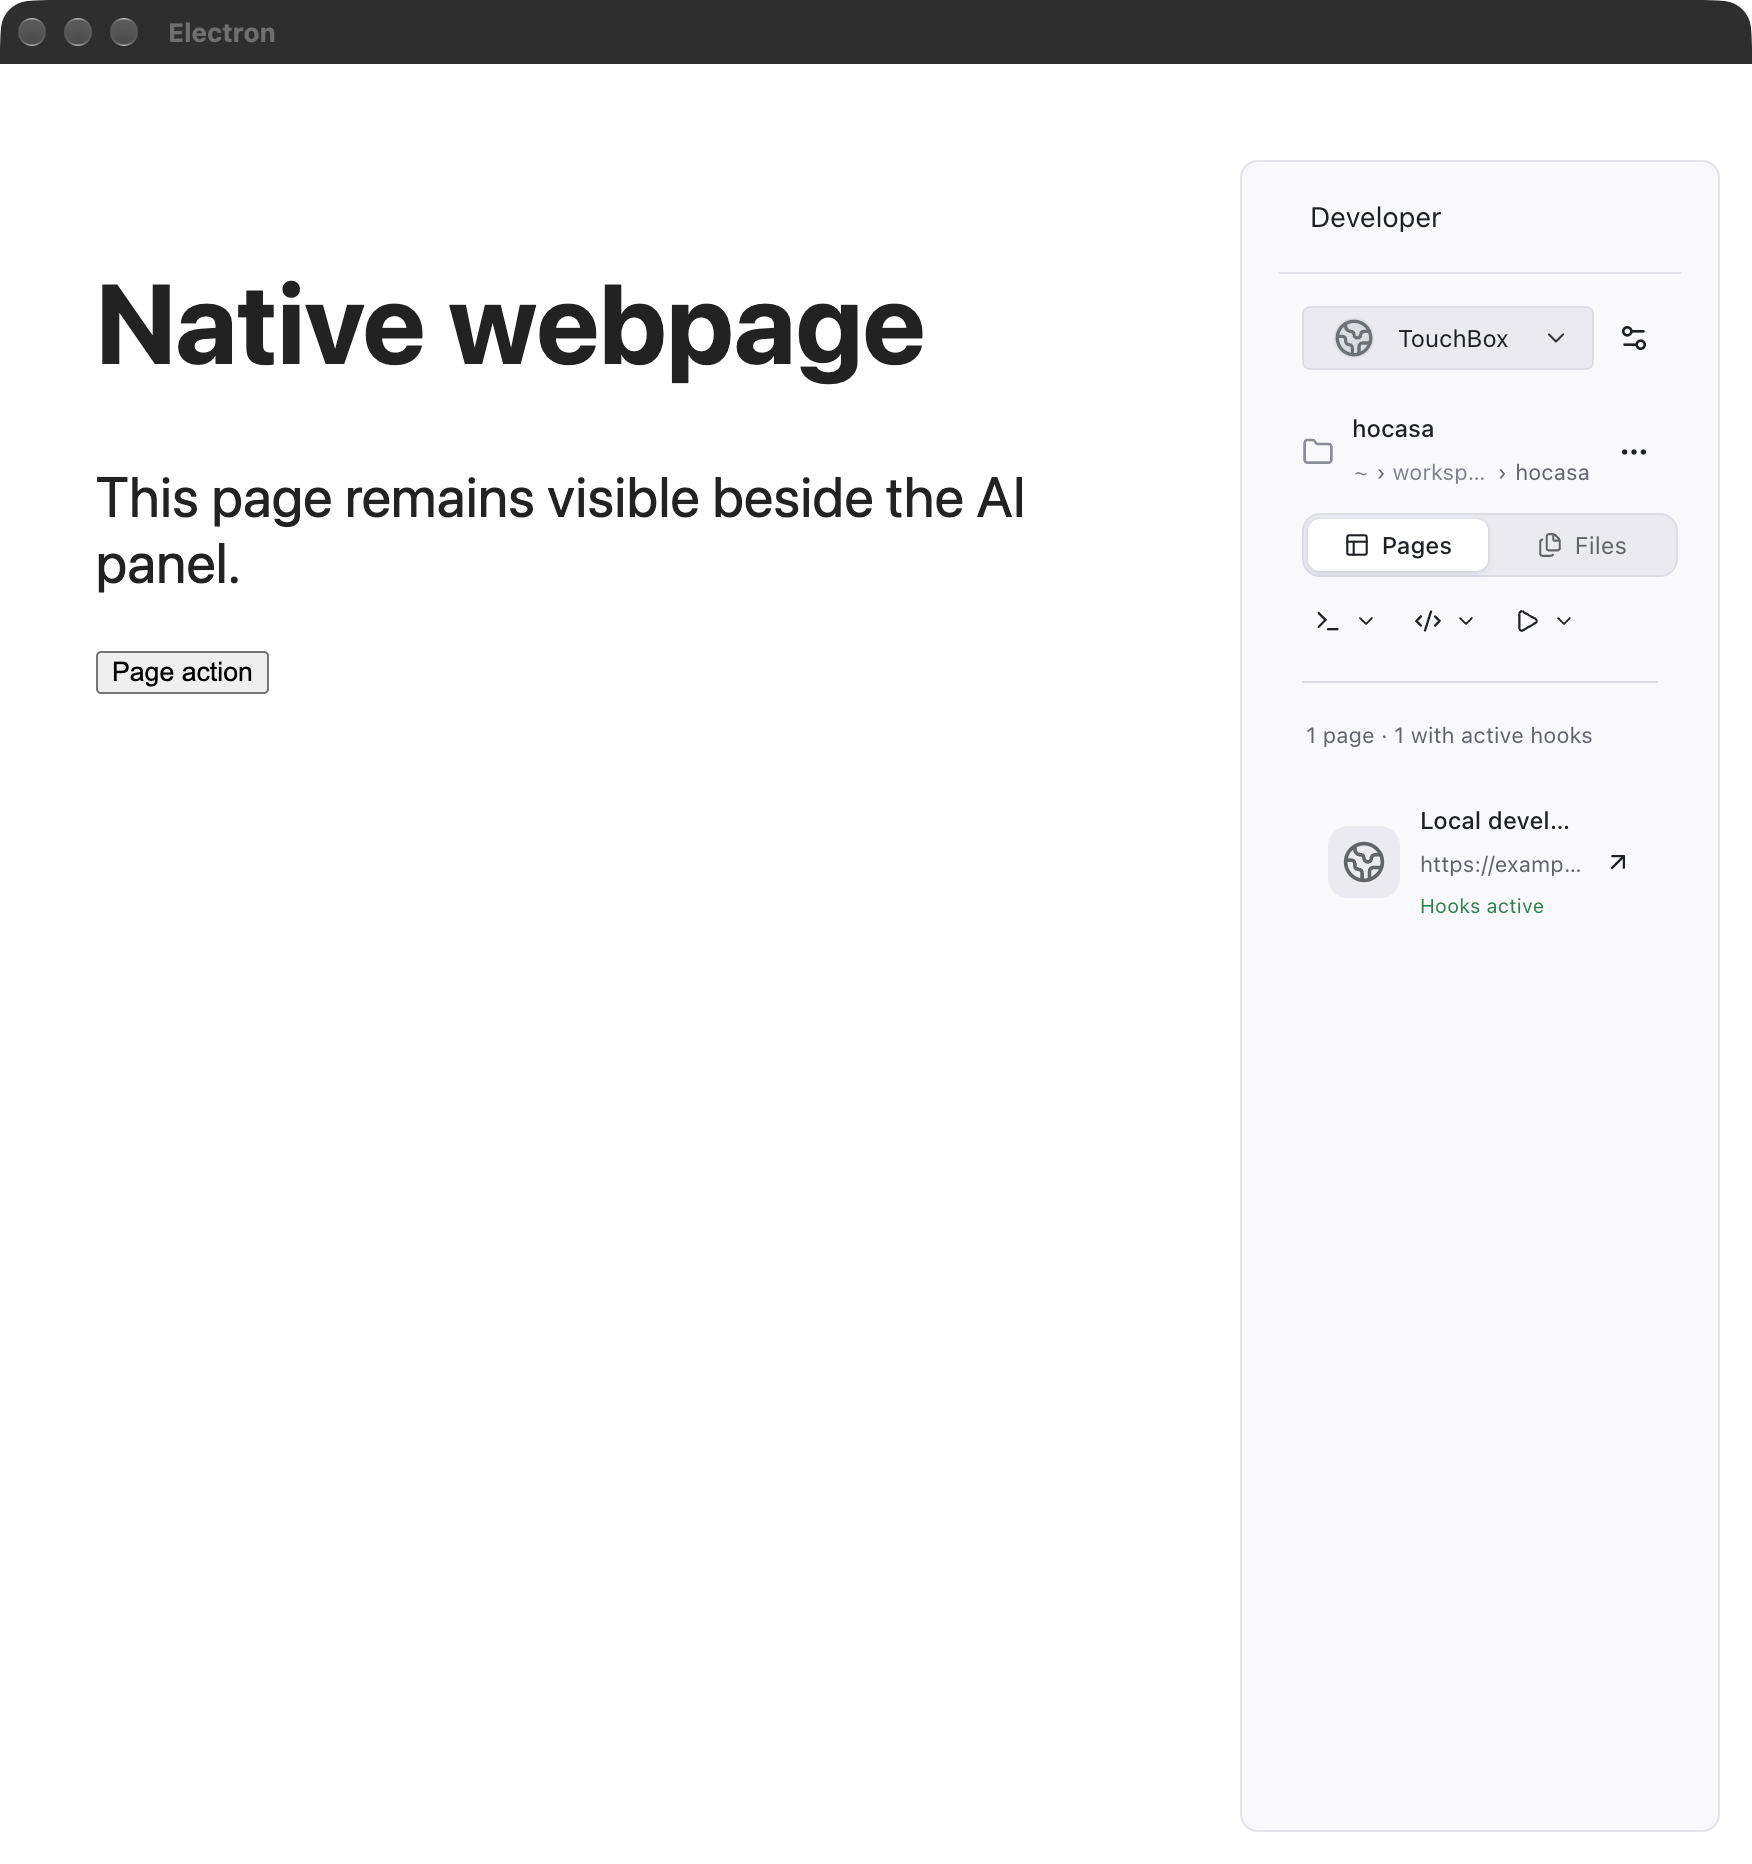 Electron
Native webpage
This page remains visible beside the AI
panel.
Page action
Developer
TouchBox
hocasa
~ › worksp... › hocasa
Pages
Files
1 page · 1 with active hooks
Local devel...
https://examp...
Hooks active